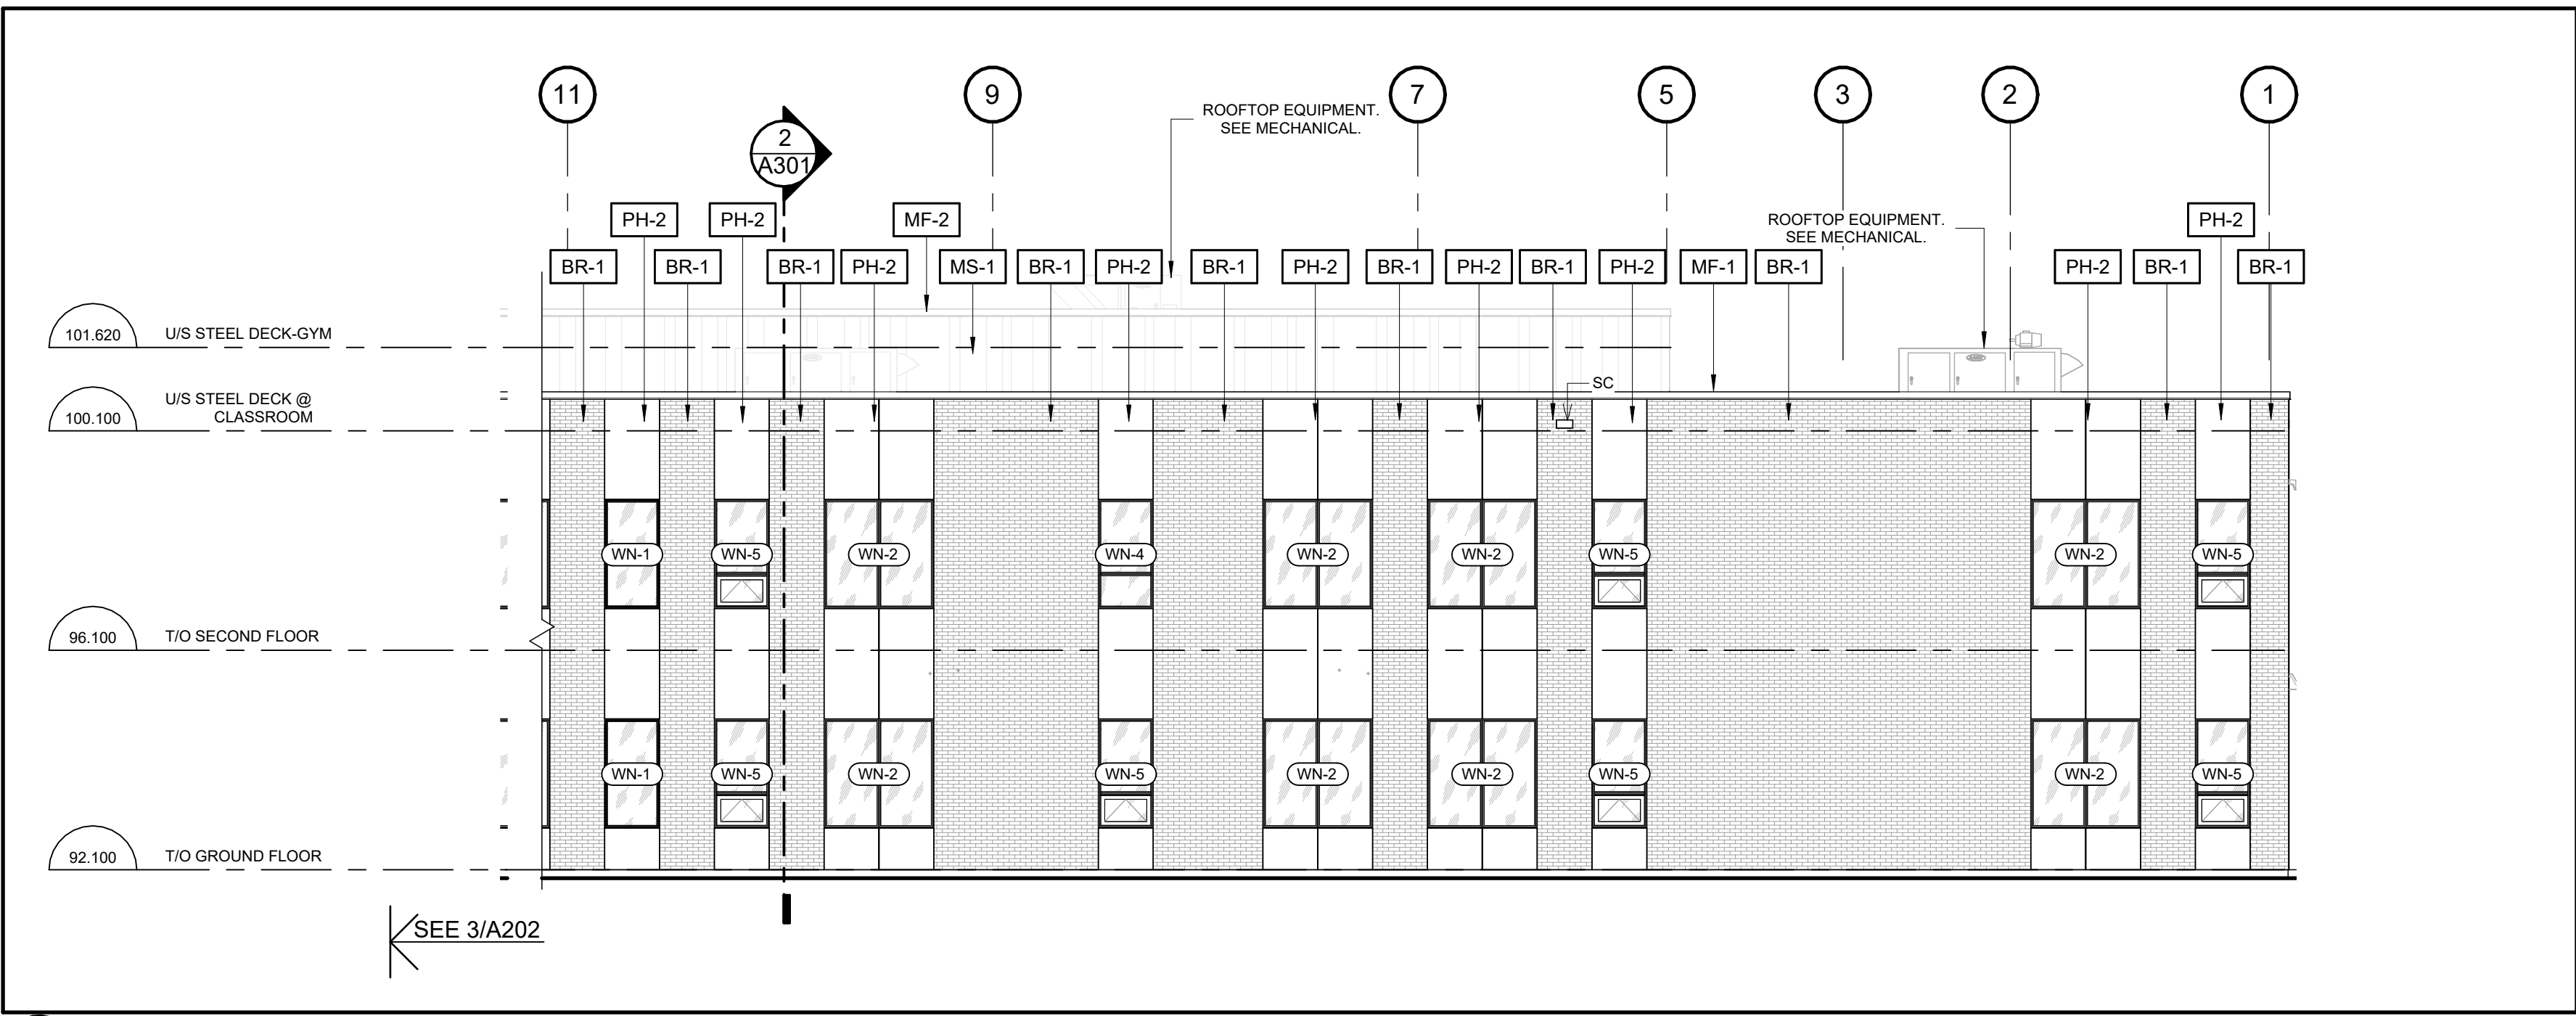 11
9
7
5
3
2
1
2
A301
ROOFTOP EQUIPMENT.
SEE MECHANICAL.
ROOFTOP EQUIPMENT.
SEE MECHANICAL.
PH-2
PH-2
MF-2
PH-2
BR-1
BR-1
BR-1
PH-2
MS-1
BR-1
PH-2
BR-1
PH-2
BR-1
PH-2
BR-1
PH-2
MF-1
BR-1
PH-2
BR-1
BR-1
101.620
U/S STEEL DECK-GYM
SC
100.100
U/S STEEL DECK @
CLASSROOM
WN-1
WN-5
WN-2
WN-4
WN-2
WN-2
WN-5
WN-2
WN-5
96.100
T/O SECOND FLOOR
WN-1
WN-5
WN-2
WN-5
WN-2
WN-2
WN-5
WN-2
WN-5
92.100
T/O GROUND FLOOR
SEE 3/A202